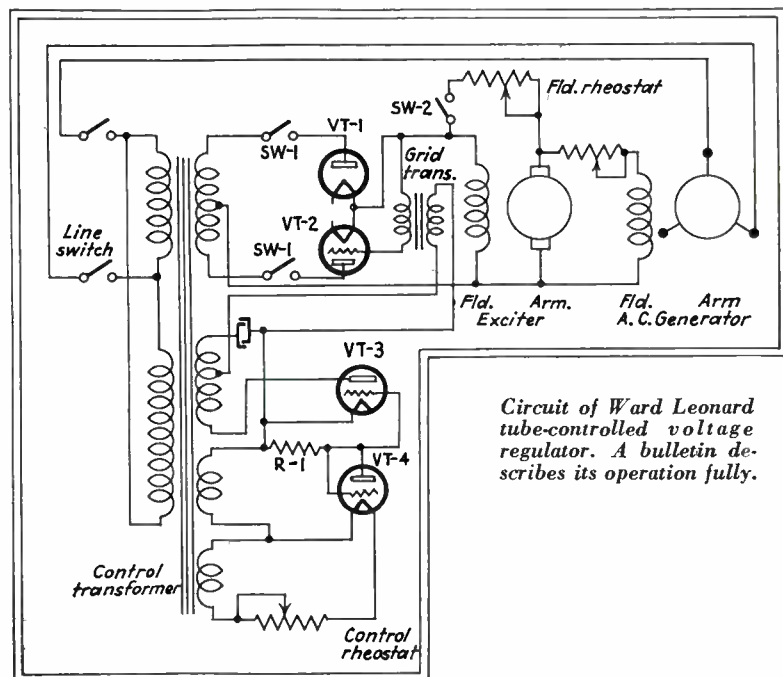 Fld. rheostat
SW-2
VT-1
Grid
trans.
SW-1
VT-2
Line
switch
SW-1
Fld.
Exciter
Arm.
Fld.
A.C. Generator
Arm
VT-3
R-1
VT-4
Control
transformer
Control
rheostat
Circuit of Ward Leonard
tube-controlled voltage
regulator. A bulletin de-
scribes its operation fully.